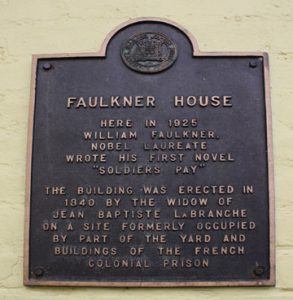 FAULKNER HOUSE
HERE IN 1925
WILLIAM FAULKNER,
NOBEL LAUREATE
WROTE HIS FIRST NOVEL
"SOLDIERS PAY"
THE BUILDING WAS ERECTED IN
1840 BY THE WIDOW OF
JEAN BAPTISTE LABRANCHE
ON A SITE FORMERLY OCCUPIED
BY PART OF THE YARD AND
BUILDINGS OF THE FRENCH
COLONIAL PRISON